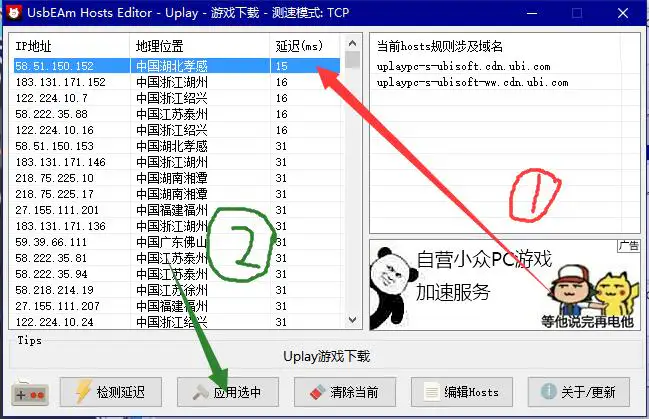 UsbEAm Hosts Editor - Uplay - 游戏下载 - 测速模式: TCP
IP地址 地理位置 延迟(ms)
58.51.150.152 中国湖北孝感 15
183.131.171.152 中国浙江湖州 16
122.224.10.7 中国浙江绍兴 16
58.222.35.88 中国江苏泰州 16
122.224.10.16 中国浙江绍兴 16
58.51.150.153 中国湖北孝感 31
183.131.171.146 中国浙江湖州 31
218.75.225.10 中国湖南湘潭 31
218.75.225.17 中国湖南湘潭 31
27.155.111.201 中国福建福州 31
183.131.171.136 中国浙江湖州 31
59.39.66.111 中国广东佛山 31
58.222.35.81 中国江苏泰州 31
58.222.35.94 中国江苏泰州 31
58.218.214.19 中国江苏徐州 31
27.155.111.207 中国福建福州 31
122.224.10.24 中国浙江绍兴 31
当前hosts规则涉及域名
uplaypc-s-ubisoft.cdn.ubi.com
uplaypc-s-ubisoft-ww.cdn.ubi.com
1
2
广告
自营小众PC游戏
加速服务
等他说完再电他
Tips
Uplay游戏下载
检测延迟
应用选中
清除当前
编辑Hosts
关于/更新